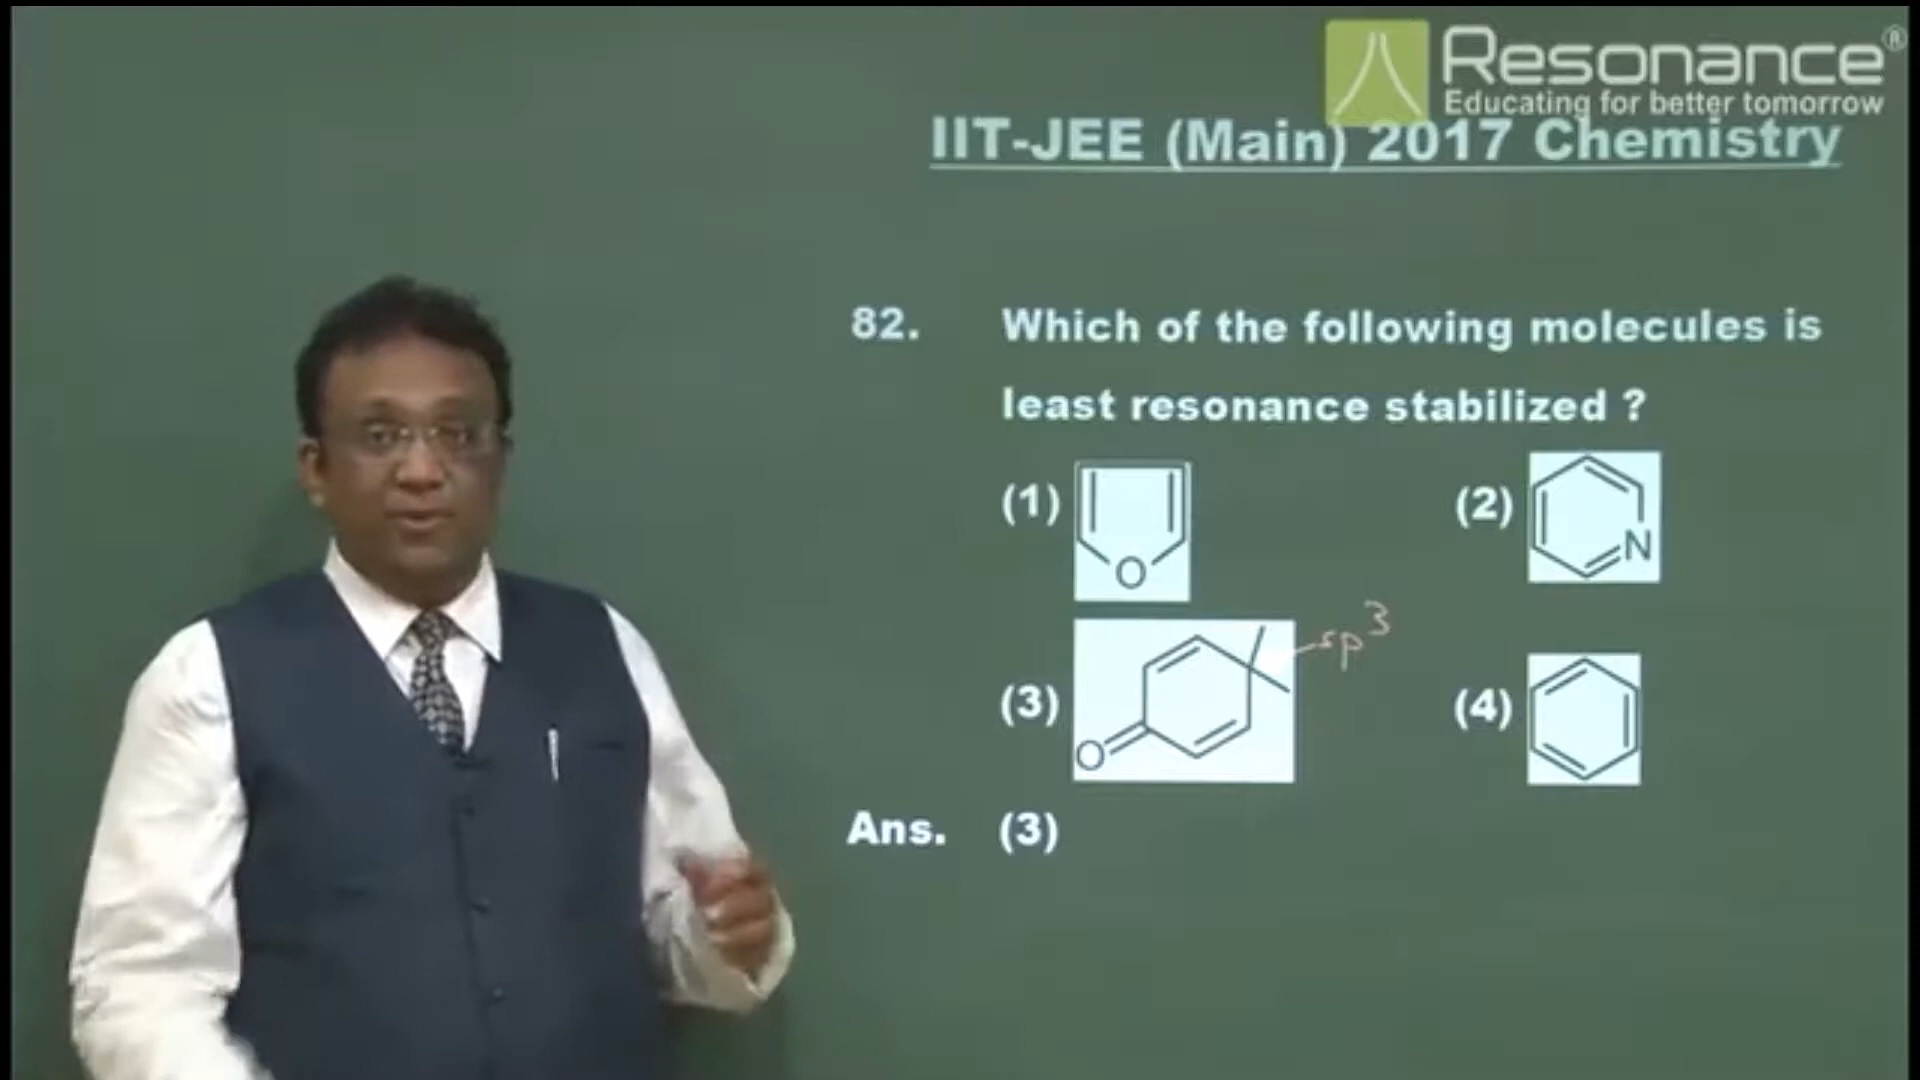 Resonance®
Educating for better tomorrow
IIT-JEE (Main) 2017 Chemistry
82. Which of the following molecules is
least resonance stabilized ?
(1) O (2) N
(3) O sp3 (4)
Ans. (3)